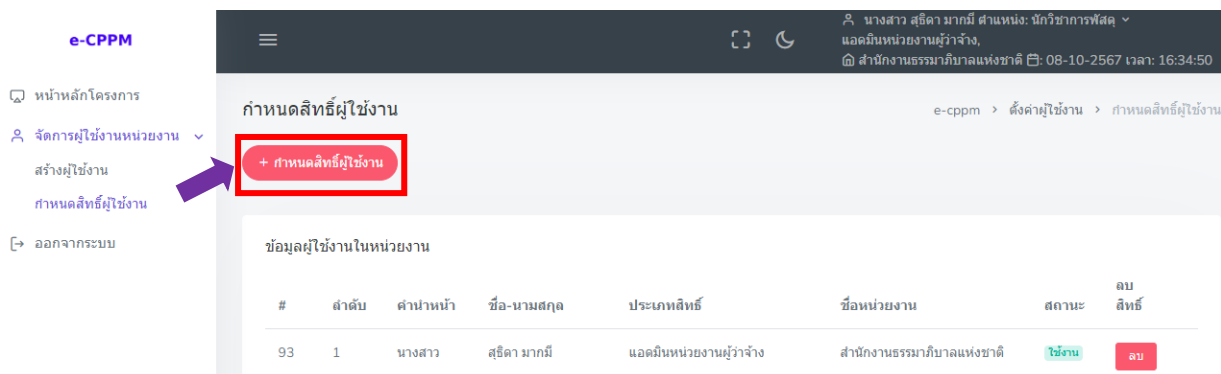 e-CPPM
นางสาว สุธิดา มากมี ตำแหน่ง: นักวิชาการพัสดุ
แอดมินหน่วยงานผู้ว่าจ้าง,
สำนักงานธรรมาภิบาลแห่งชาติ : 08-10-2567 เวลา: 16:34:50
หน้าหลักโครงการ
จัดการผู้ใช้งานหน่วยงาน
สร้างผู้ใช้งาน
กำหนดสิทธิ์ผู้ใช้งาน
ออกจากระบบ
กำหนดสิทธิ์ผู้ใช้งาน
e-cppm > ตั้งค่าผู้ใช้งาน > กำหนดสิทธิ์ผู้ใช้งาน
+ กำหนดสิทธิ์ผู้ใช้งาน
ข้อมูลผู้ใช้งานในหน่วยงาน
# ลำดับ คำนำหน้า ชื่อ-นามสกุล ประเภทสิทธิ์ ชื่อหน่วยงาน สถานะ ลบสิทธิ์
93 1 นางสาว สุธิดา มากมี แอดมินหน่วยงานผู้ว่าจ้าง สำนักงานธรรมาภิบาลแห่งชาติ ใช้งาน ลบ